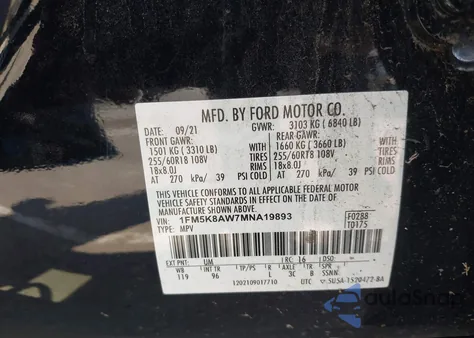 MFD. BY FORD MOTOR CO.
DATE: 09/21 GVWR: 3103 KG ( 6840 LB)
FRONT GAWR: REAR GAWR:
1501 KG ( 3310 LB) WITH 1660 KG ( 3660 LB) WITH
255/60R18 108V TIRES 255/60R18 108V TIRES
18x8.0J RIMS 18x8.0J RIMS
AT 270 kPa/ 39 PSI COLD AT 270 kPa/ 39 PSI COLD
THIS VEHICLE CONFORMS TO ALL APPLICABLE FEDERAL MOTOR
VEHICLE SAFETY STANDARDS IN EFFECT ON THE DATE OF
MANUFACTURE SHOWN ABOVE.
VIN: 1FM5K8AW7MNA19893 F0288
TYPE: MPV T0175
EXT PNT: UM RC: 16 DSO:
WB INT TR TP/PS R AXLE TR SPR
119 96 L 3C B SSNN
1202109017710 UTC